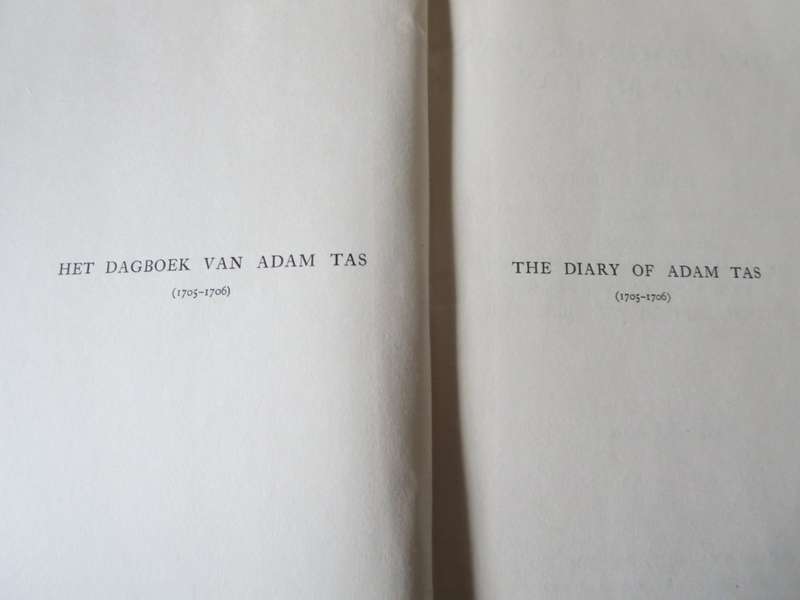 HET DAGBOEK VAN ADAM TAS
(1705–1706)
THE DIARY OF ADAM TAS
(1705–1706)